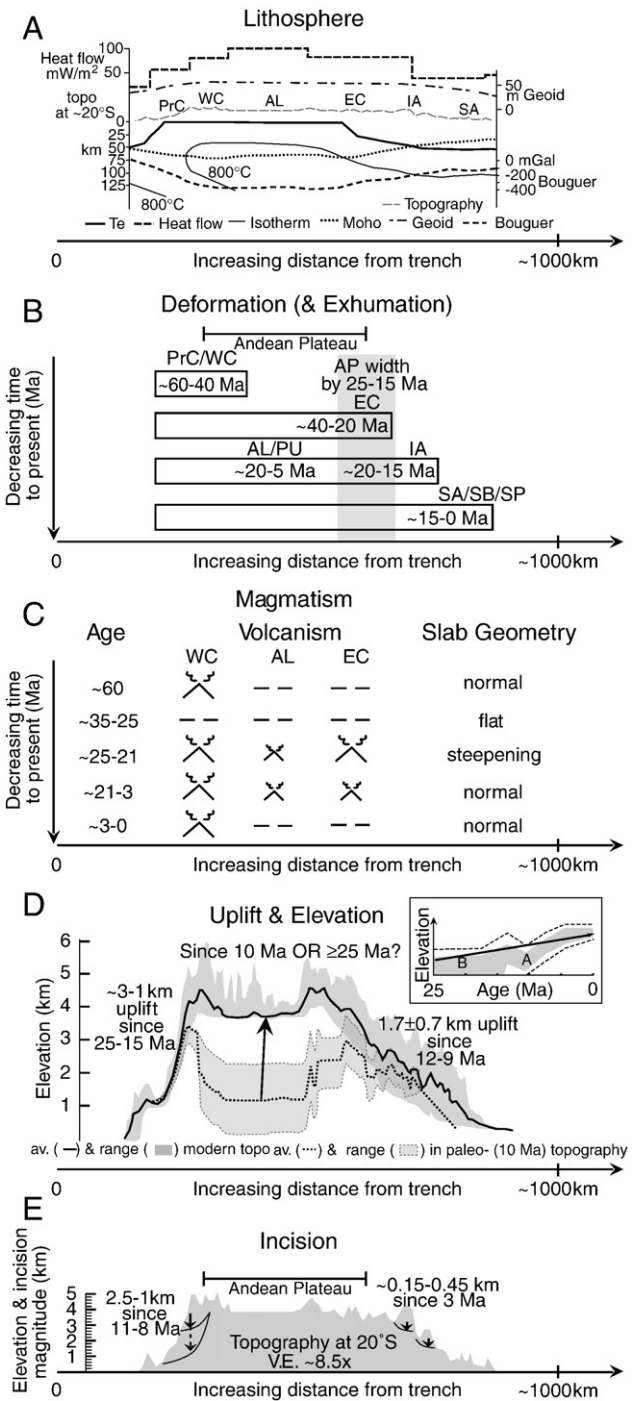 A
Lithosphere
Heat flow
mW/m²
100
50
50
m Geoid
0
topo
at ~20°S
PrC
WC
AL
EC
IA
SA
0
25
50
km
75
100
125
800°C
800°C
0 mGal
-200
-400
Bouguer
Topography
Te
Heat flow
Isotherm
Moho
Geoid
Bouguer
0
Increasing distance from trench
~1000km
B
Deformation (& Exhumation)
Andean Plateau
Decreasing time
to present (Ma)
PrC/WC
~60-40 Ma
AP width
by 25-15 Ma
EC
~40-20 Ma
AL/PU
IA
~20-5 Ma
~20-15 Ma
SA/SB/SP
~15-0 Ma
0
Increasing distance from trench
~1000km
C
Magmatism
Age
Volcanism
Slab Geometry
WC
AL
EC
Decreasing time
to present (Ma)
~60
normal
~35-25
flat
~25-21
steepening
~21-3
normal
~3-0
normal
0
Increasing distance from trench
~1000km
D
Uplift & Elevation
Elevation
B
A
25
Age (Ma)
0
Elevation (km)
6
5
4
3
2
1
0
Since 10 Ma OR ≥25 Ma?
~3-1 km
uplift
since
25-15 Ma
1.7±0.7 km uplift
since
12-9 Ma
av. ( ) & range ( ) modern topo av. ( ) & range ( ) in paleo- (10 Ma) topography
0
Increasing distance from trench
~1000km
E
Incision
Andean Plateau
Elevation & incision
magnitude (km)
5
4
3
2
1
2.5-1km
since
11-8 Ma
~0.15-0.45 km
since 3 Ma
Topography at 20°S
V.E. ~8.5x
0
Increasing distance from trench
~1000km